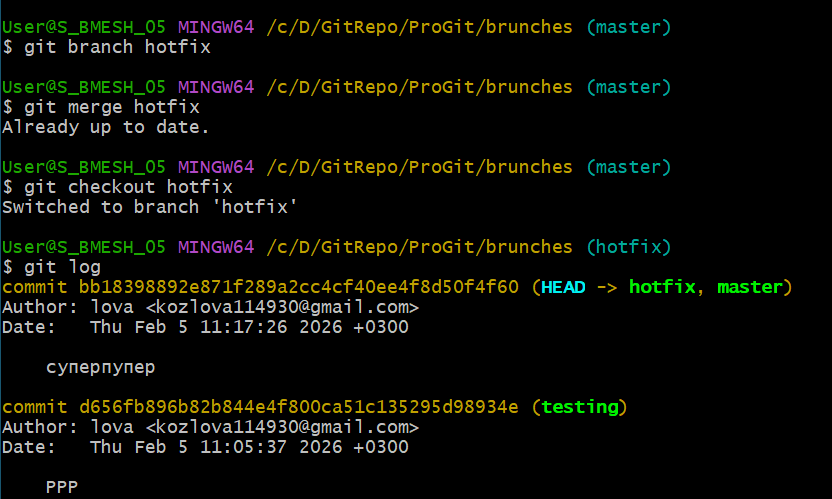 User@S_BMESH_05 MINGW64 /c/D/GitRepo/ProGit/brunches (master)
$ git branch hotfix
User@S_BMESH_05 MINGW64 /c/D/GitRepo/ProGit/brunches (master)
$ git merge hotfix
Already up to date.
User@S_BMESH_05 MINGW64 /c/D/GitRepo/ProGit/brunches (master)
$ git checkout hotfix
Switched to branch 'hotfix'
User@S_BMESH_05 MINGW64 /c/D/GitRepo/ProGit/brunches (hotfix)
$ git log
commit bb18398892e871f289a2cc4cf40ee4f8d50f4f60 (HEAD -> hotfix, master)
Author: lova <kozlova114930@gmail.com>
Date:   Thu Feb 5 11:17:26 2026 +0300
суперпупер
commit d656fb896b82b844e4f800ca51c135295d98934e (testing)
Author: lova <kozlova114930@gmail.com>
Date:   Thu Feb 5 11:05:37 2026 +0300
РРР